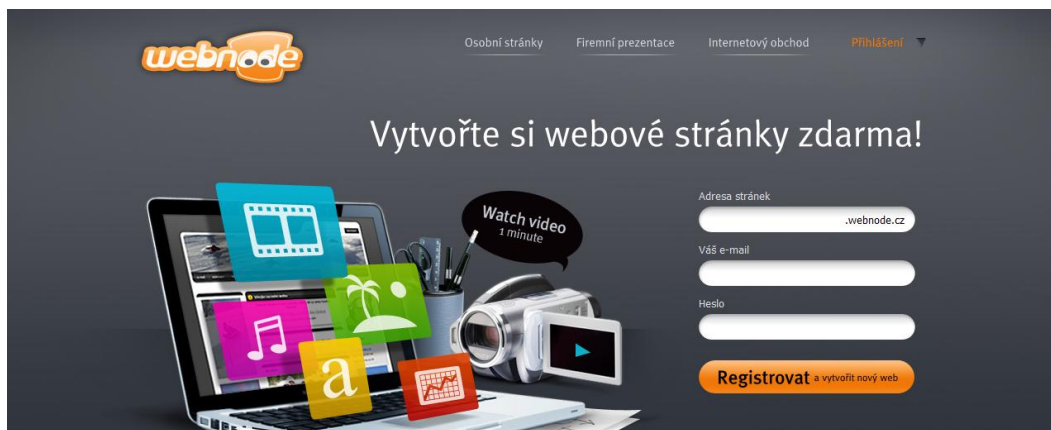 webnode
Osobní stránky
Firemní prezentace
Internetový obchod
Přihlášení
Vytvořte si webové stránky zdarma!
Watch video
1 minute
a
Adresa stránek
.webnode.cz
Váš e-mail
Heslo
Registrovat a vytvořit nový web